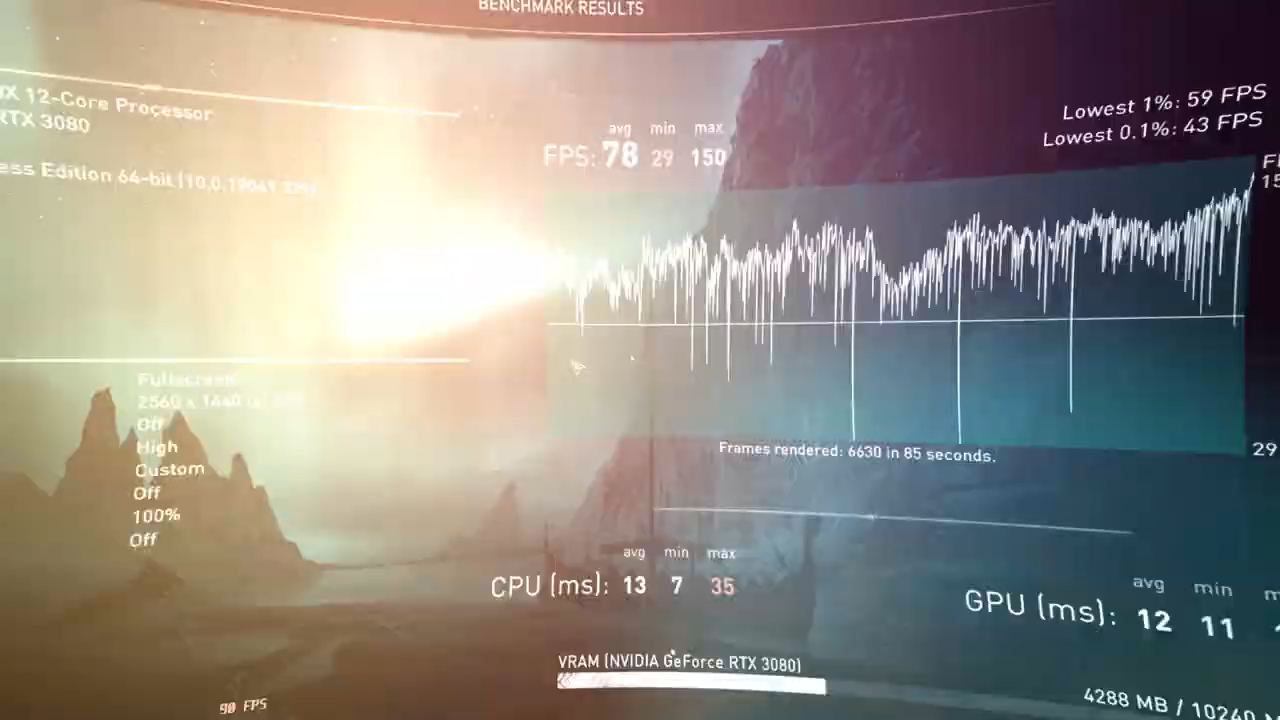 BENCHMARK RESULTS
12-Core Processor
RTX 3080
Edition 64-bit
avg min max
FPS: 78 29 150
Lowest 1%: 59 FPS
Lowest 0.1%: 43 FPS
Fullscreen
2560 x 1440
Off
High
Custom
Off
100%
Off
29
Frames rendered: 6630 in 85 seconds.
avg min max
CPU (ms): 13 7 35
avg min
GPU (ms): 12 11
VRAM (NVIDIA GeForce RTX 3080)
4288 MB / 10240
90 FPS